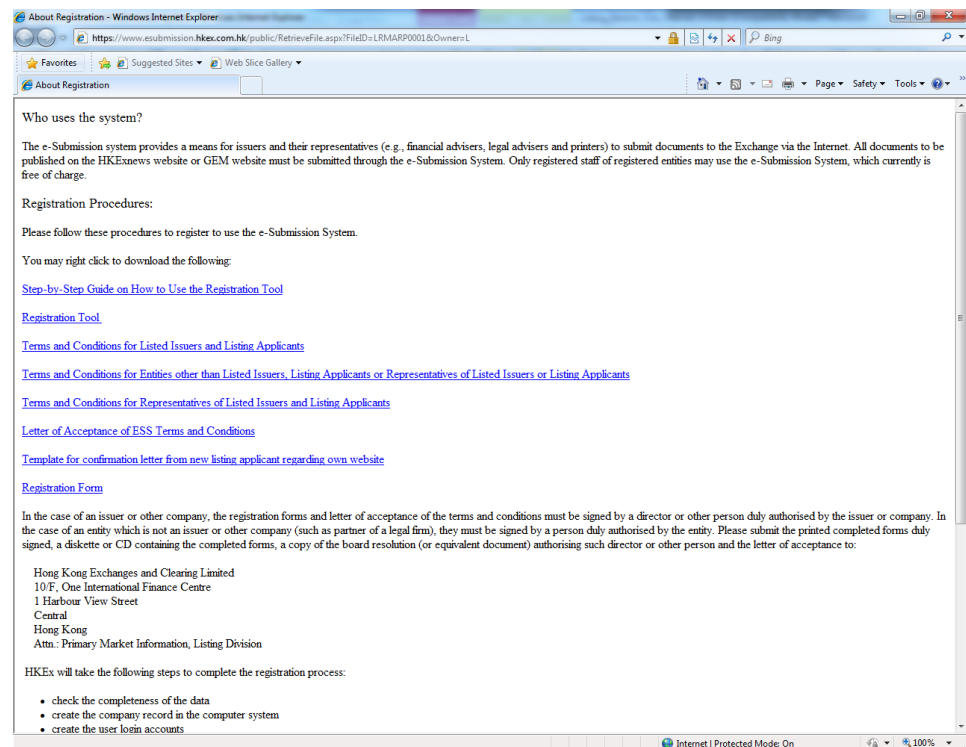 About Registration - Windows Internet Explorer
https://www.esubmission.hkex.com.hk/public/RetrieveFile.aspx?FileID=LRMARP0001&Owner=L
Bing
Favorites
Suggested Sites
Web Slice Gallery
About Registration
Page
Safety
Tools
Who uses the system?
The e-Submission system provides a means for issuers and their representatives (e.g., financial advisers, legal advisers and printers) to submit documents to the Exchange via the Internet. All documents to be
published on the HKExnews website or GEM website must be submitted through the e-Submission System. Only registered staff of registered entities may use the e-Submission System, which currently is
free of charge.
Registration Procedures:
Please follow these procedures to register to use the e-Submission System.
You may right click to download the following:
Step-by-Step Guide on How to Use the Registration Tool
Registration Tool
Terms and Conditions for Listed Issuers and Listing Applicants
Terms and Conditions for Entities other than Listed Issuers, Listing Applicants or Representatives of Listed Issuers or Listing Applicants
Terms and Conditions for Representatives of Listed Issuers and Listing Applicants
Letter of Acceptance of ESS Terms and Conditions
Template for confirmation letter from new listing applicant regarding own website
Registration Form
In the case of an issuer or other company, the registration forms and letter of acceptance of the terms and conditions must be signed by a director or other person duly authorised by the issuer or company. In
the case of an entity which is not an issuer or other company (such as partner of a legal firm), they must be signed by a person duly authorised by the entity. Please submit the printed completed forms duly
signed, a diskette or CD containing the completed forms, a copy of the board resolution (or equivalent document) authorising such director or other person and the letter of acceptance to:
Hong Kong Exchanges and Clearing Limited
10/F, One International Finance Centre
1 Harbour View Street
Central
Hong Kong
Attn.: Primary Market Information, Listing Division
HKEx will take the following steps to complete the registration process:
• check the completeness of the data
• create the company record in the computer system
• create the user login accounts
Internet | Protected Mode: On
100%